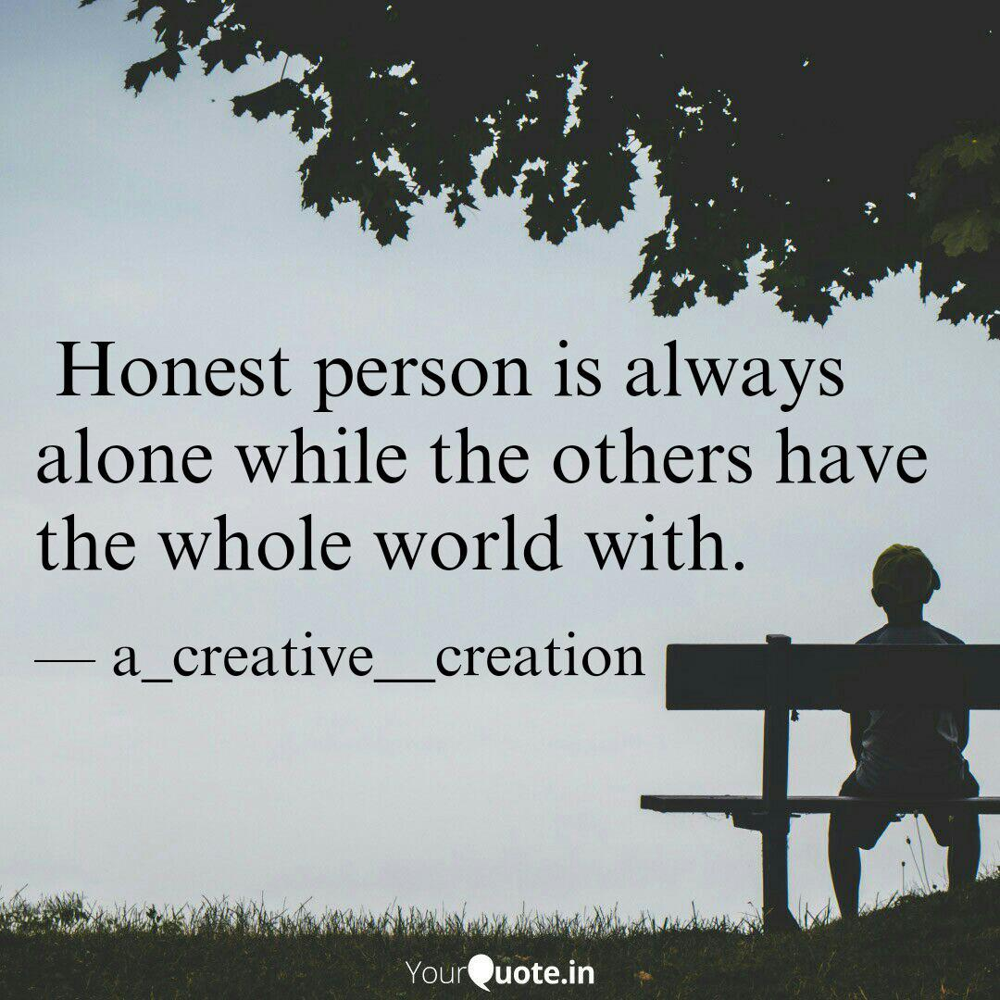 Honest person is always
alone while the others have
the whole world with.
— a_creative__creation
YourQuote.in